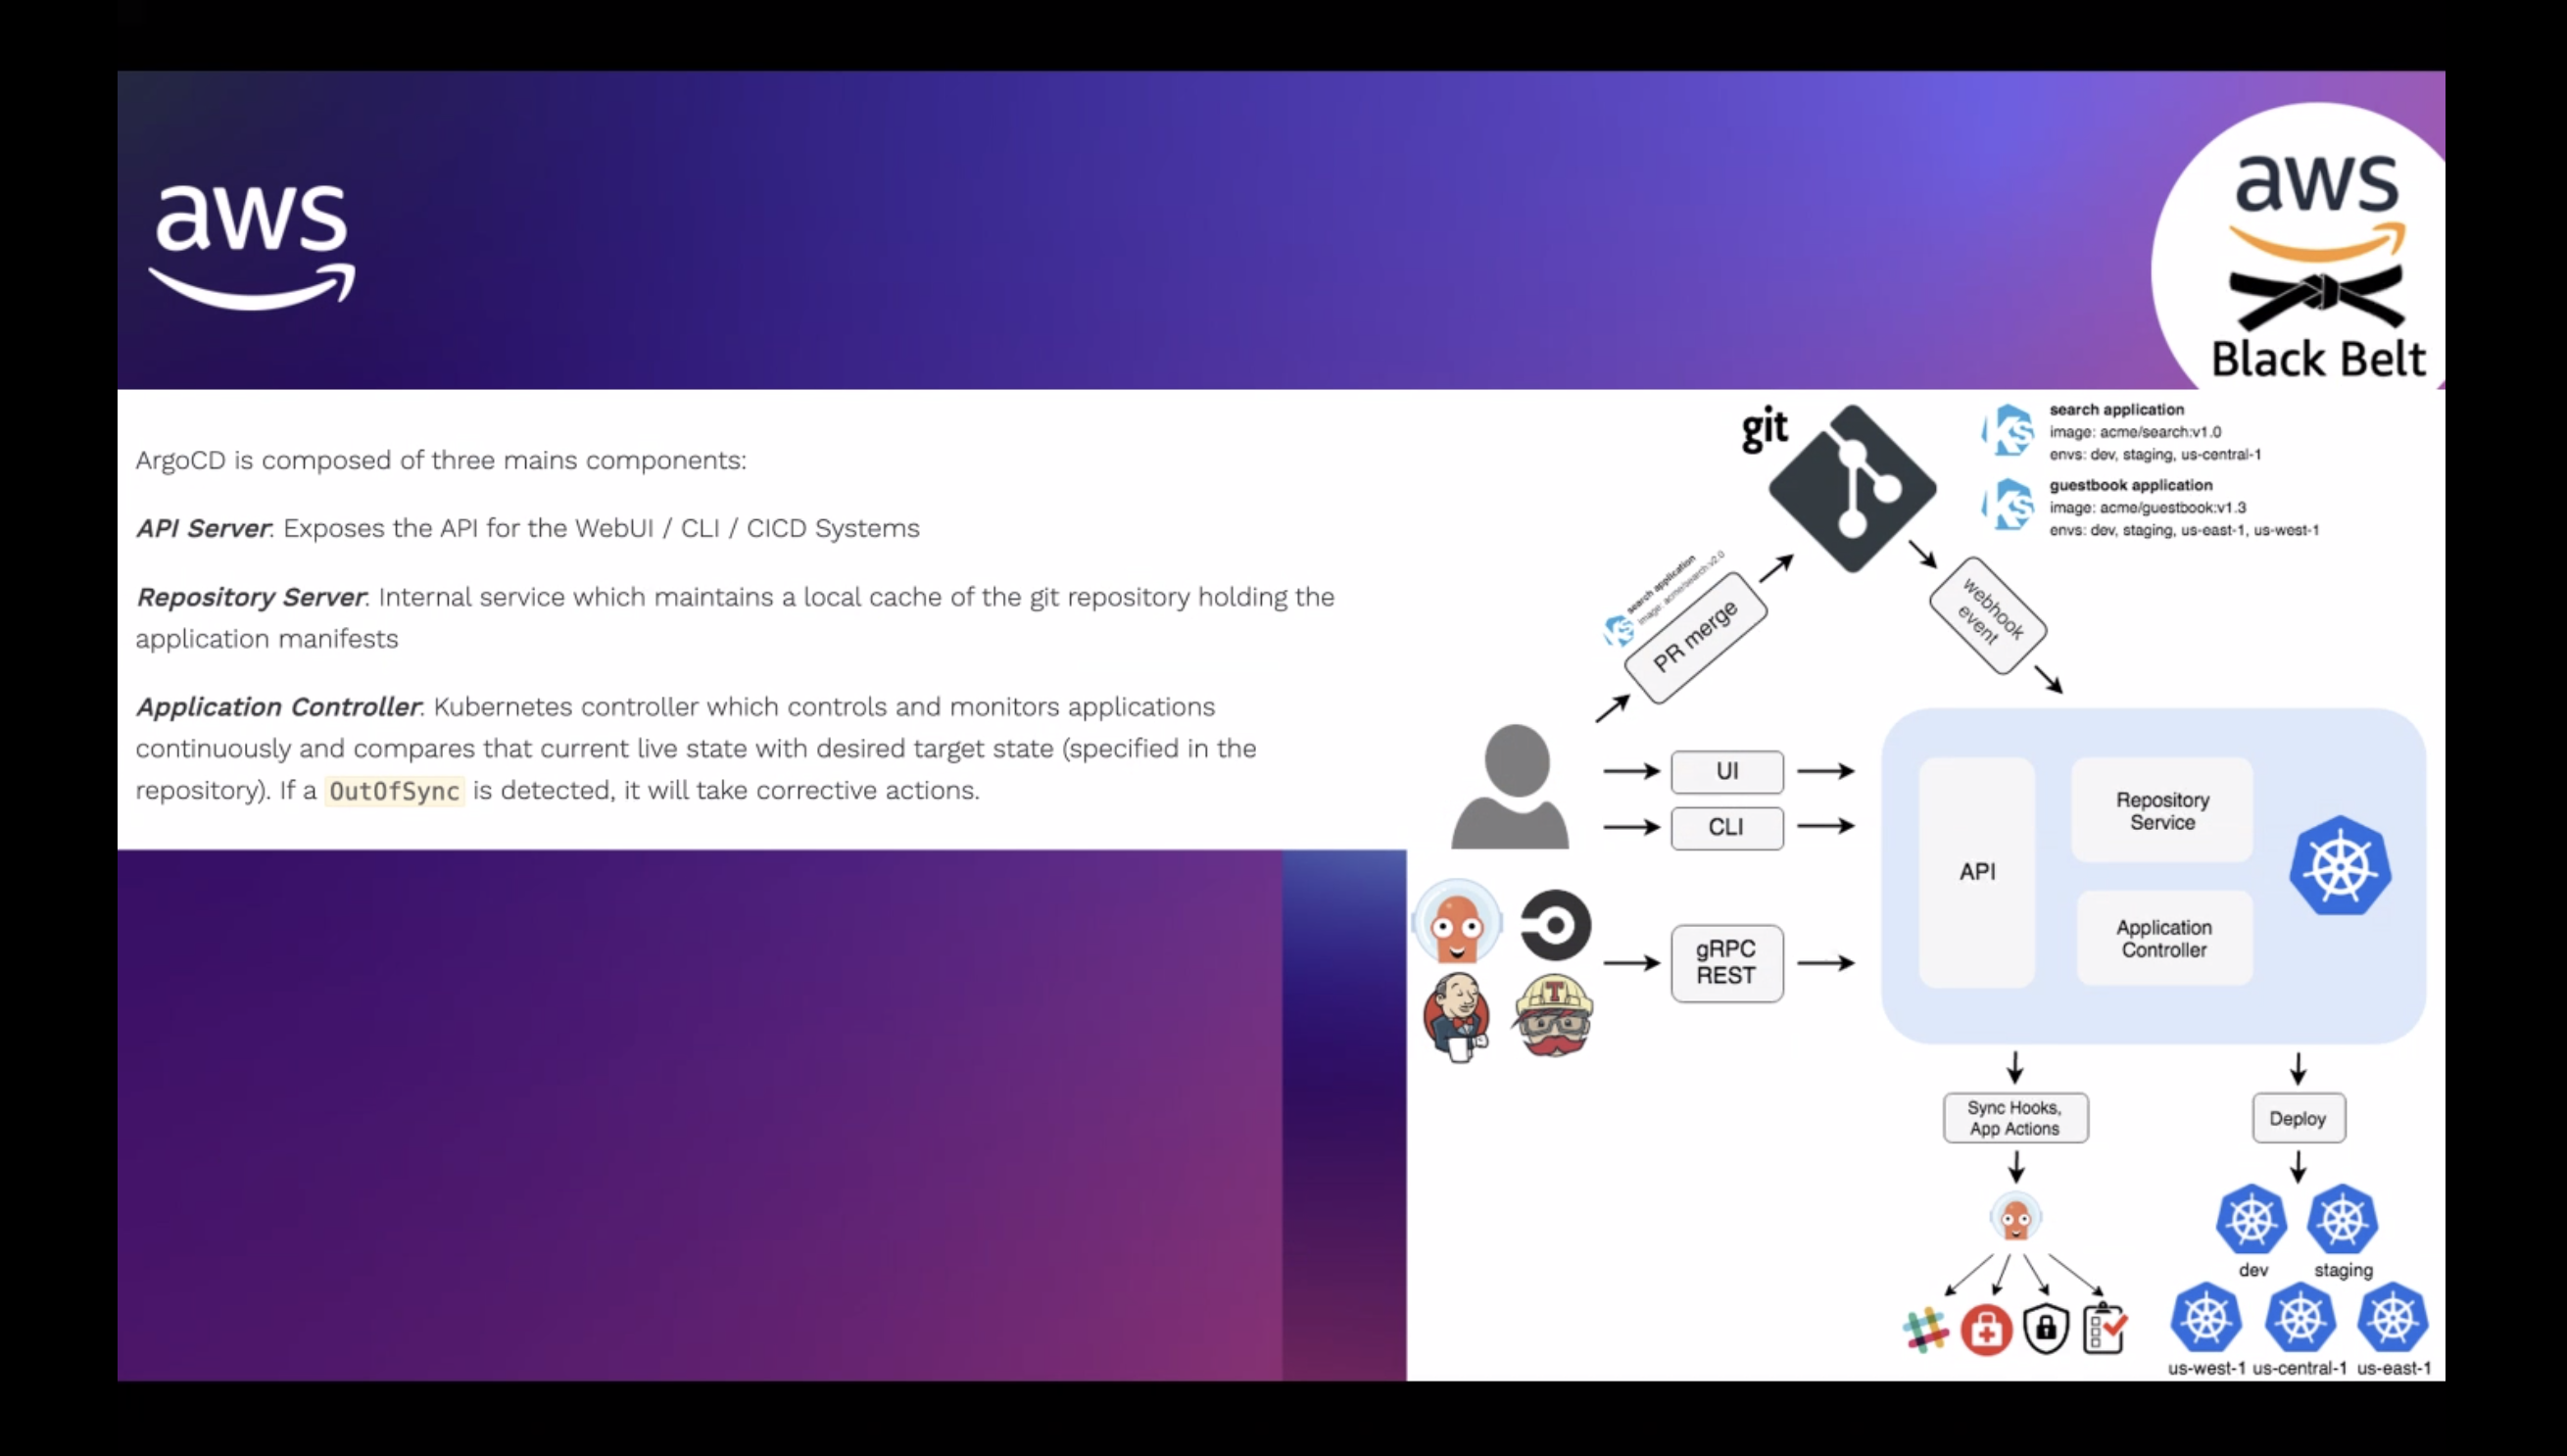 aws
aws
Black Belt
ArgoCD is composed of three mains components:
API Server. Exposes the API for the WebUI / CLI / CICD Systems
Repository Server. Internal service which maintains a local cache of the git repository holding the
application manifests
Application Controller. Kubernetes controller which controls and monitors applications
continuously and compares that current live state with desired target state (specified in the
repository). If a OutOfSync is detected, it will take corrective actions.
git
Ks
search application
image: acme/search:v1.0
envs: dev, staging, us-central-1
Ks
guestbook application
image: acme/guestbook:v1.3
envs: dev, staging, us-east-1, us-west-1
Ks
search application
image: acme/search:v2.0
PR merge
webhook
event
UI
CLI
gRPC
REST
T
API
Repository
Service
Application
Controller
Sync Hooks,
App Actions
Deploy
dev
staging
us-west-1
us-central-1
us-east-1